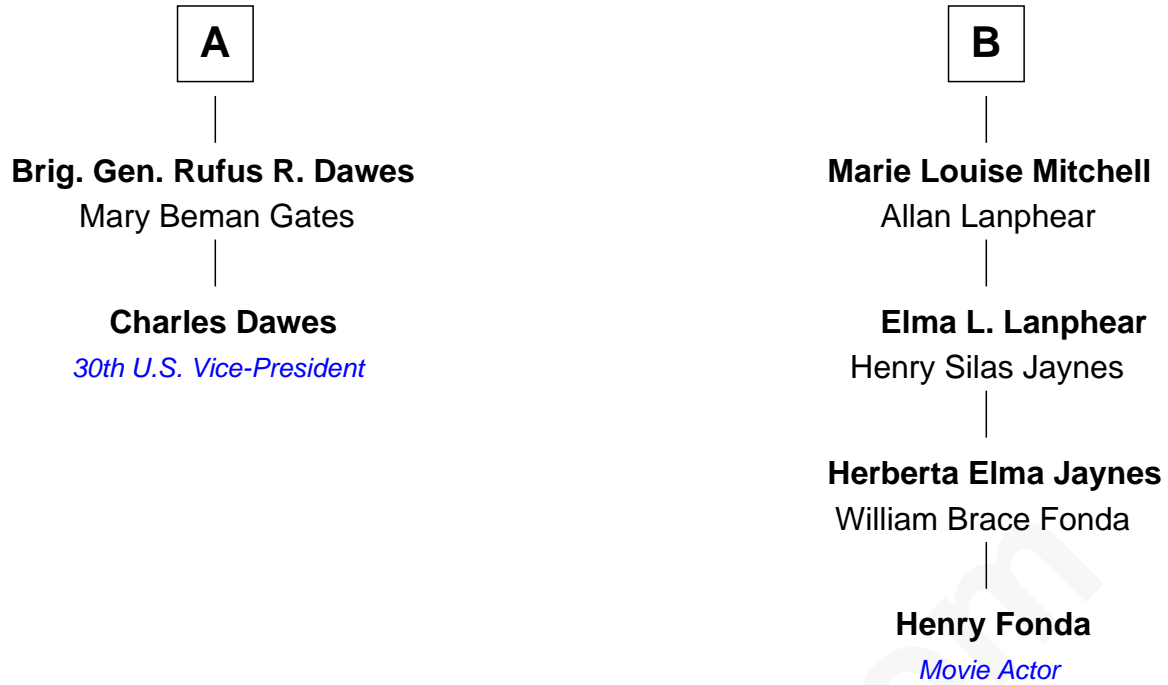 A
Brig. Gen. Rufus R. Dawes
Mary Beman Gates
Charles Dawes
30th U.S. Vice-President
B
Marie Louise Mitchell
Allan Lanphear
Elma L. Lanphear
Henry Silas Jaynes
Herberta Elma Jaynes
William Brace Fonda
Henry Fonda
Movie Actor